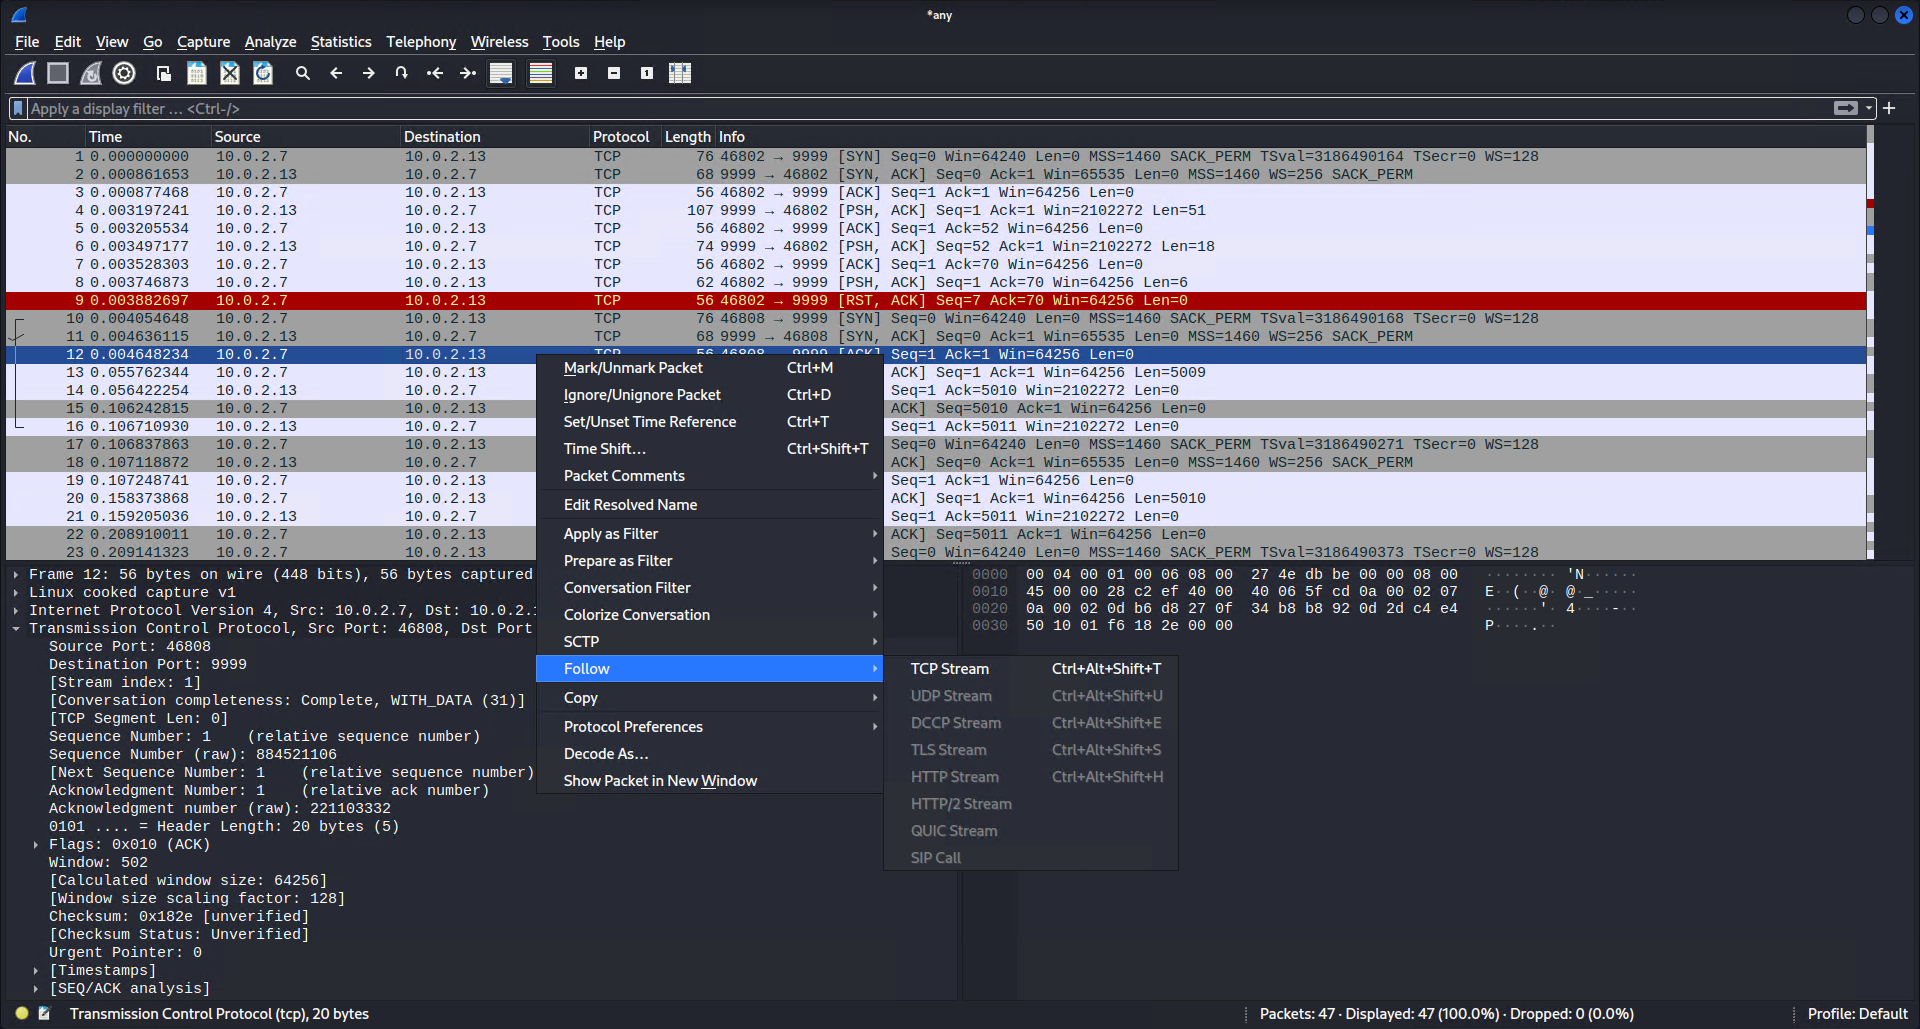 *any
File Edit View Go Capture Analyze Statistics Telephony Wireless Tools Help
Apply a display filter … <Ctrl-/>
No. Time Source Destination Protocol Length Info
1 0.000000000 10.0.2.7 10.0.2.13 TCP 76 46802 → 9999 [SYN] Seq=0 Win=64240 Len=0 MSS=1460 SACK_PERM TSval=3186490164 TSecr=0 WS=128
2 0.000861653 10.0.2.13 10.0.2.7 TCP 68 9999 → 46802 [SYN, ACK] Seq=0 Ack=1 Win=65535 Len=0 MSS=1460 WS=256 SACK_PERM
3 0.000877468 10.0.2.7 10.0.2.13 TCP 56 46802 → 9999 [ACK] Seq=1 Ack=1 Win=64256 Len=0
4 0.003197241 10.0.2.13 10.0.2.7 TCP 107 9999 → 46802 [PSH, ACK] Seq=1 Ack=1 Win=2102272 Len=51
5 0.003205534 10.0.2.7 10.0.2.13 TCP 56 46802 → 9999 [ACK] Seq=1 Ack=52 Win=64256 Len=0
6 0.003497177 10.0.2.13 10.0.2.7 TCP 74 9999 → 46802 [PSH, ACK] Seq=52 Ack=1 Win=2102272 Len=18
7 0.003528303 10.0.2.7 10.0.2.13 TCP 56 46802 → 9999 [ACK] Seq=1 Ack=70 Win=64256 Len=0
8 0.003746873 10.0.2.7 10.0.2.13 TCP 62 46802 → 9999 [PSH, ACK] Seq=1 Ack=70 Win=64256 Len=6
9 0.003882697 10.0.2.7 10.0.2.13 TCP 56 46802 → 9999 [RST, ACK] Seq=7 Ack=70 Win=64256 Len=0
10 0.004054648 10.0.2.7 10.0.2.13 TCP 76 46808 → 9999 [SYN] Seq=0 Win=64240 Len=0 MSS=1460 SACK_PERM TSval=3186490168 TSecr=0 WS=128
11 0.004636115 10.0.2.13 10.0.2.7 TCP 68 9999 → 46808 [SYN, ACK] Seq=0 Ack=1 Win=65535 Len=0 MSS=1460 WS=256 SACK_PERM
12 0.004648234 10.0.2.7 10.0.2.13 TCP 56 46808 → 9999 [ACK] Seq=1 Ack=1 Win=64256 Len=0
13 0.055762344 10.0.2.7 10.0.2.13 ACK] Seq=1 Ack=1 Win=64256 Len=5009
14 0.056422254 10.0.2.13 10.0.2.7 Seq=1 Ack=5010 Win=2102272 Len=0
15 0.106242815 10.0.2.7 10.0.2.13 ACK] Seq=5010 Ack=1 Win=64256 Len=0
16 0.106710930 10.0.2.13 10.0.2.7 Seq=1 Ack=5011 Win=2102272 Len=0
17 0.106837863 10.0.2.7 10.0.2.13 Seq=0 Win=64240 Len=0 MSS=1460 SACK_PERM TSval=3186490271 TSecr=0 WS=128
18 0.107118872 10.0.2.13 10.0.2.7 ACK] Seq=0 Ack=1 Win=65535 Len=0 MSS=1460 WS=256 SACK_PERM
19 0.107248741 10.0.2.7 10.0.2.13 Seq=1 Ack=1 Win=64256 Len=0
20 0.158373868 10.0.2.7 10.0.2.13 ACK] Seq=1 Ack=1 Win=64256 Len=5010
21 0.159205036 10.0.2.13 10.0.2.7 Seq=1 Ack=5011 Win=2102272 Len=0
22 0.208910011 10.0.2.7 10.0.2.13 ACK] Seq=5011 Ack=1 Win=64256 Len=0
23 0.209141323 10.0.2.7 10.0.2.13 Seq=0 Win=64240 Len=0 MSS=1460 SACK_PERM TSval=3186490373 TSecr=0 WS=128
Mark/Unmark Packet Ctrl+M
Ignore/Unignore Packet Ctrl+D
Set/Unset Time Reference Ctrl+T
Time Shift… Ctrl+Shift+T
Packet Comments
Edit Resolved Name
Apply as Filter
Prepare as Filter
Conversation Filter
Colorize Conversation
SCTP
Follow
Copy
Protocol Preferences
Decode As…
Show Packet in New Window
TCP Stream Ctrl+Alt+Shift+T
UDP Stream Ctrl+Alt+Shift+U
DCCP Stream Ctrl+Alt+Shift+E
TLS Stream Ctrl+Alt+Shift+S
HTTP Stream Ctrl+Alt+Shift+H
HTTP/2 Stream
QUIC Stream
SIP Call
Frame 12: 56 bytes on wire (448 bits), 56 bytes captured
Linux cooked capture v1
Internet Protocol Version 4, Src: 10.0.2.7, Dst: 10.0.2.1
Transmission Control Protocol, Src Port: 46808, Dst Port
Source Port: 46808
Destination Port: 9999
[Stream index: 1]
[Conversation completeness: Complete, WITH_DATA (31)]
[TCP Segment Len: 0]
Sequence Number: 1 (relative sequence number)
Sequence Number (raw): 884521106
[Next Sequence Number: 1 (relative sequence number)
Acknowledgment Number: 1 (relative ack number)
Acknowledgment number (raw): 221103332
0101 .... = Header Length: 20 bytes (5)
Flags: 0x010 (ACK)
Window: 502
[Calculated window size: 64256]
[Window size scaling factor: 128]
Checksum: 0x182e [unverified]
[Checksum Status: Unverified]
Urgent Pointer: 0
[Timestamps]
[SEQ/ACK analysis]
0000 00 04 00 01 00 06 08 00 27 4e db be 00 00 08 00 ········ 'N······
0010 45 00 00 28 c2 ef 40 00 40 06 5f cd 0a 00 02 07 E··(··@· @·_·····
0020 0a 00 02 0d b6 d8 27 0f 34 b8 b8 92 0d 2d c4 e4 ······'· 4····-··
0030 50 10 01 f6 18 2e 00 00 P····.··
Transmission Control Protocol (tcp), 20 bytes
Packets: 47 · Displayed: 47 (100.0%) · Dropped: 0 (0.0%)
Profile: Default